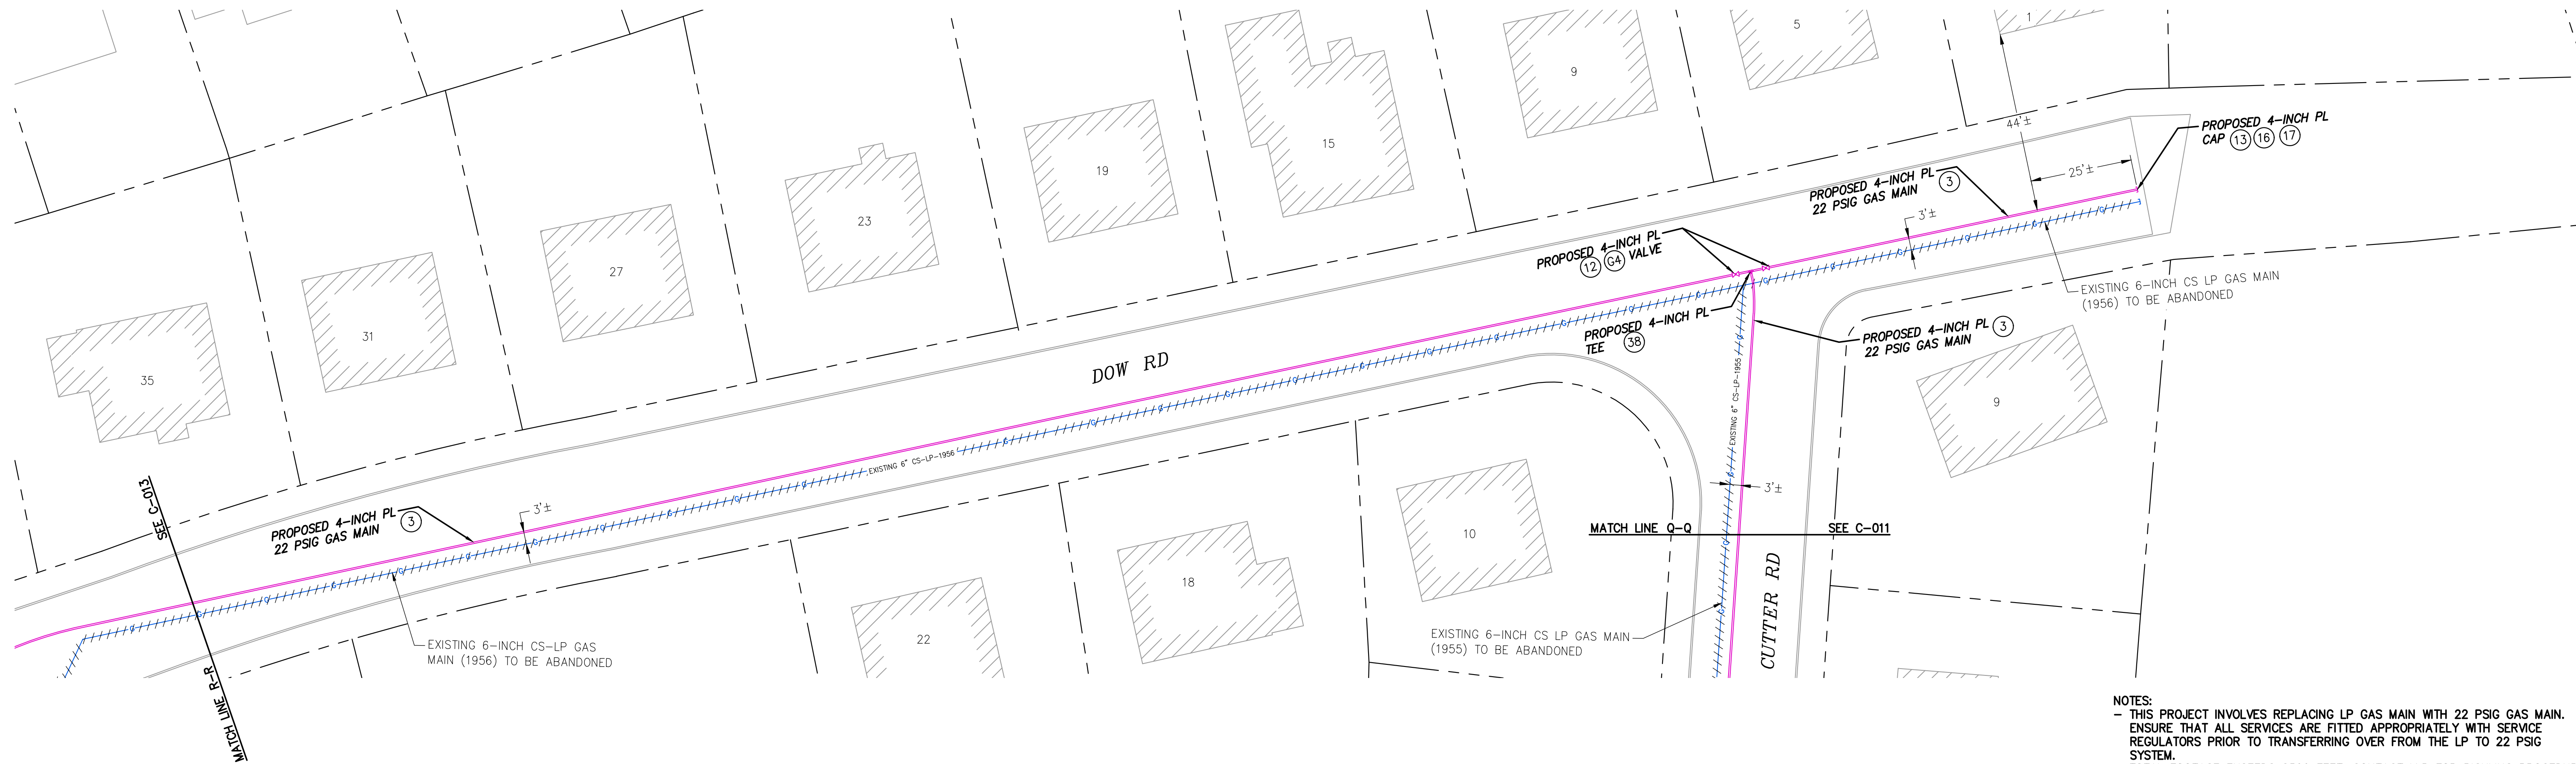 1
5
9
15
19
23
27
31
35
44'±
25'±
PROPOSED 4-INCH PL
CAP 13 16 17
PROPOSED 4-INCH PL
22 PSIG GAS MAIN 3
3'±
PROPOSED 4-INCH PL
12 G4 VALVE
EXISTING 6-INCH CS LP GAS MAIN
(1956) TO BE ABANDONED
PROPOSED 4-INCH PL
TEE 38
PROPOSED 4-INCH PL 3
22 PSIG GAS MAIN
DOW RD
EXISTING 6" CS-LP-1955
9
EXISTING 6" CS-LP-1956
SEE C-013
3'±
3'±
PROPOSED 4-INCH PL 3
22 PSIG GAS MAIN
10
MATCH LINE Q-Q SEE C-011
18
22
CUTTER RD
EXISTING 6-INCH CS-LP GAS
MAIN (1956) TO BE ABANDONED
EXISTING 6-INCH CS LP GAS MAIN
(1955) TO BE ABANDONED
MATCH LINE R-R
NOTES:
- THIS PROJECT INVOLVES REPLACING LP GAS MAIN WITH 22 PSIG GAS MAIN.
ENSURE THAT ALL SERVICES ARE FITTED APPROPRIATELY WITH SERVICE
REGULATORS PRIOR TO TRANSFERRING OVER FROM THE LP TO 22 PSIG
SYSTEM.